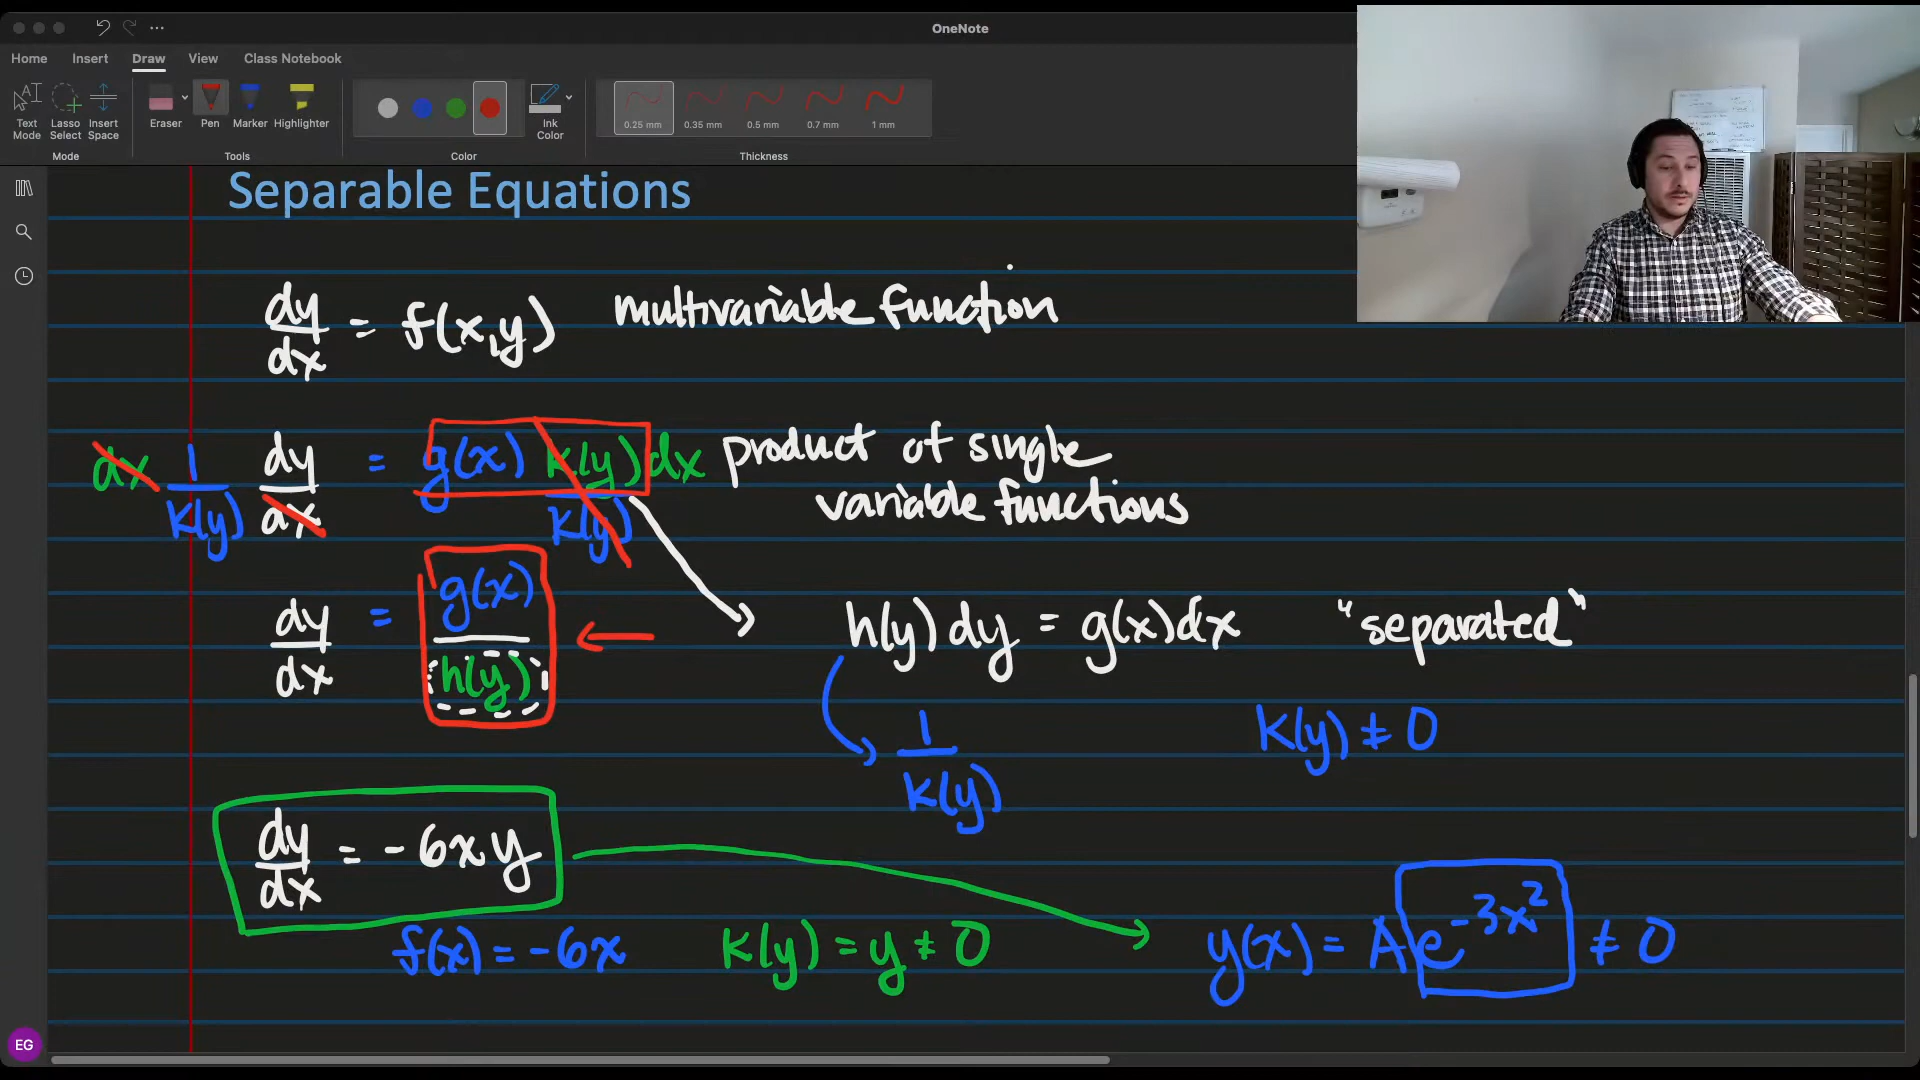 OneNote
Home Insert Draw View Class Notebook
Text Mode Lasso Select Insert Space Eraser Pen Marker Highlighter Ink Color 0.25 mm 0.35 mm 0.5 mm 0.7 mm 1 mm
Mode Tools Color Thickness
Separable Equations
dy/dx = f(x,y) multivariable function
dx 1/k(y) dy/dx = g(x) k(y)/k(y) dx product of single
variable functions
dy/dx = g(x)/h(y) h(y) dy = g(x)dx "separated"
1/k(y) k(y) ≠ 0
dy/dx = -6xy
f(x) = -6x k(y) = y ≠ 0 y(x) = Ae^-3x² ≠ 0
EG